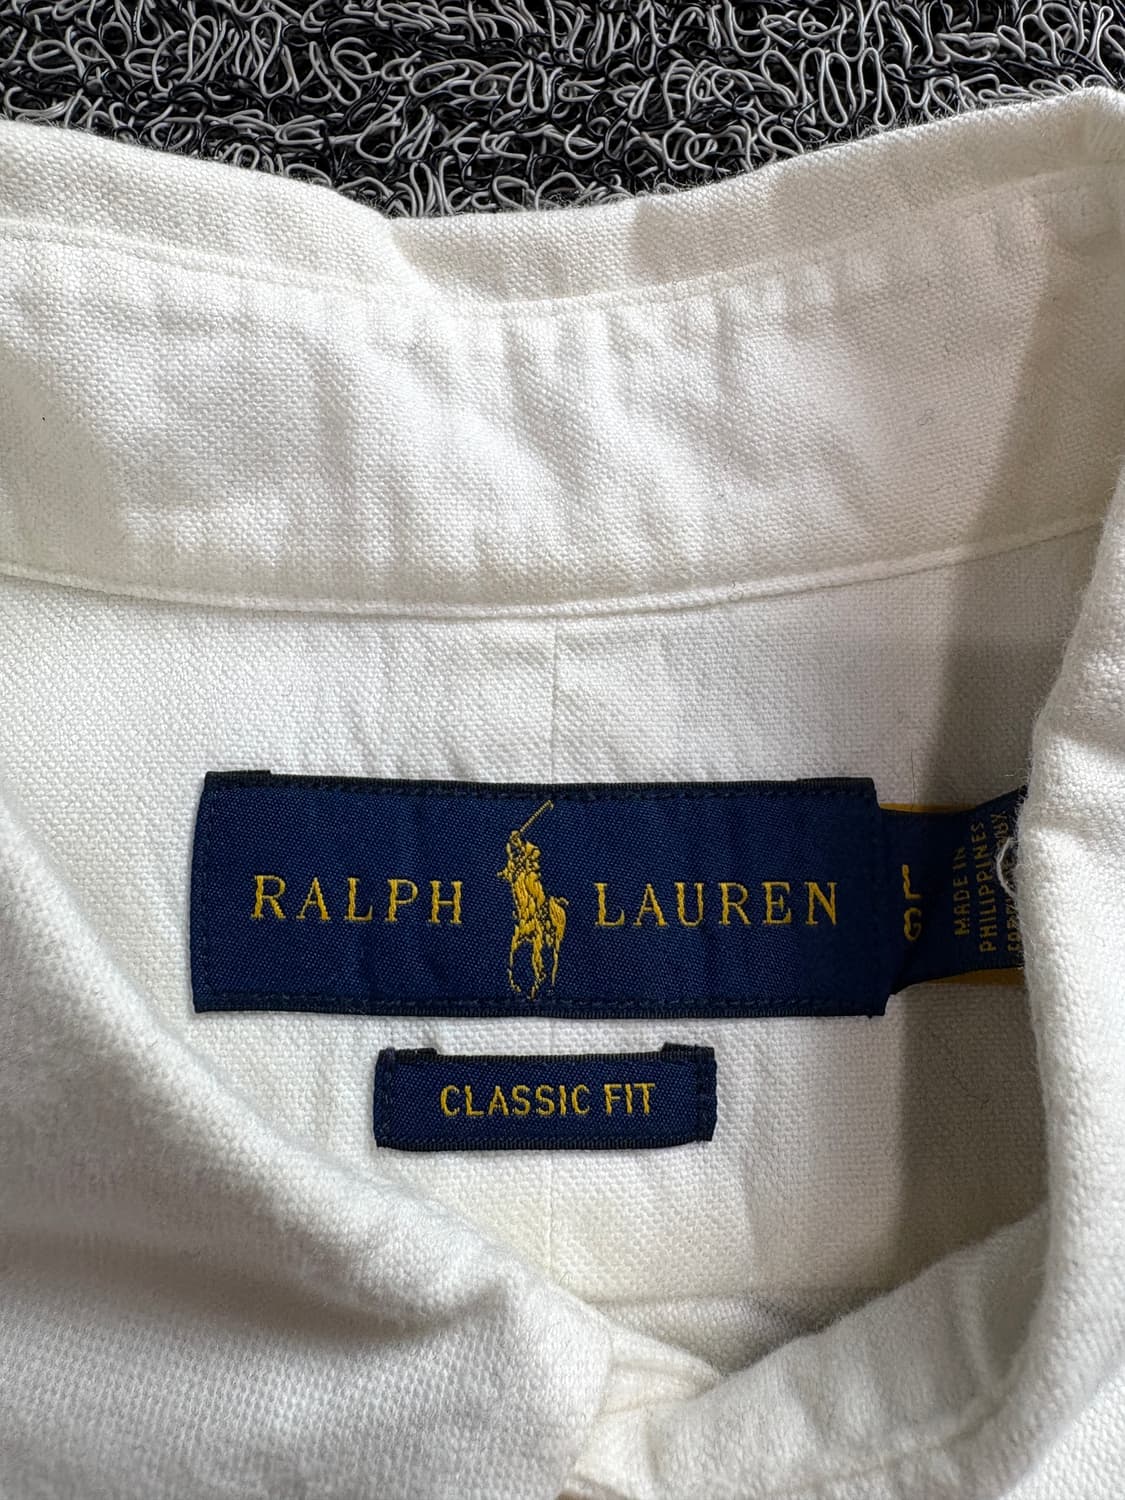 RALPH LAUREN
CLASSIC FIT
MADE IN
PHILIPPINES